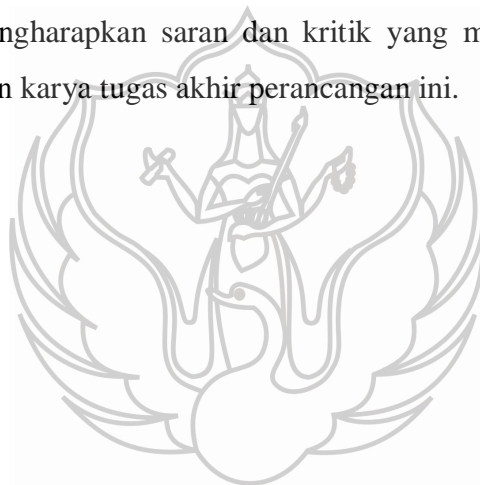 ngharapkan saran dan kritik yang m
n karya tugas akhir perancangan ini.